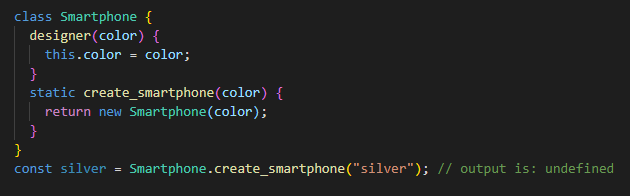 class Smartphone {
  designer(color) {
    this.color = color;
  }
  static create_smartphone(color) {
    return new Smartphone(color);
  }
}
const silver = Smartphone.create_smartphone("silver"); // output is: undefined